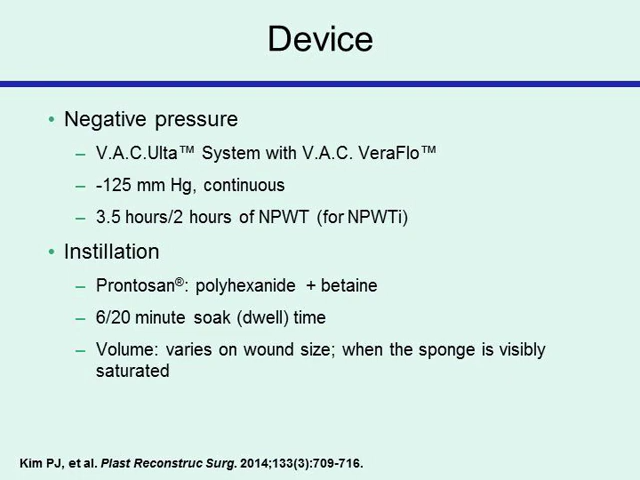 Device
• Negative pressure
– V.A.C.Ulta™ System with V.A.C. VeraFlo™
– -125 mm Hg, continuous
– 3.5 hours/2 hours of NPWT (for NPWTi)
• Instillation
– Prontosan®: polyhexanide + betaine
– 6/20 minute soak (dwell) time
– Volume: varies on wound size; when the sponge is visibly
saturated
Kim PJ, et al. Plast Reconstruc Surg. 2014;133(3):709-716.